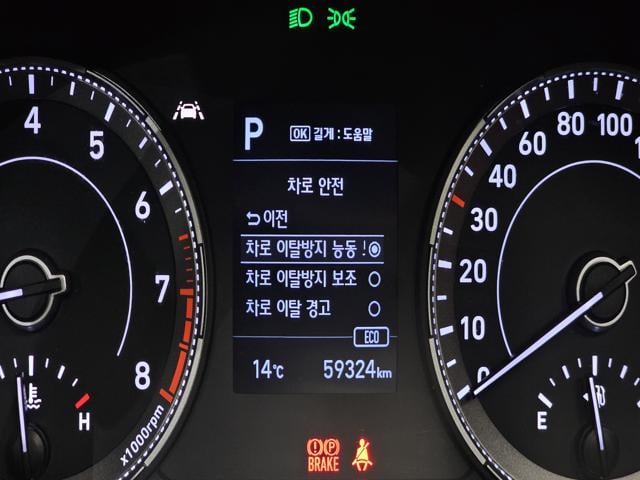 P
OK 길게 : 도움말
차로 안전
이전
차로 이탈방지 능동 !
차로 이탈방지 보조
차로 이탈 경고
ECO
14℃ 59324km
4
5
6
7
8
x1000rpm
H
0
10
20
30
40
60
80
100
E
P
BRAKE